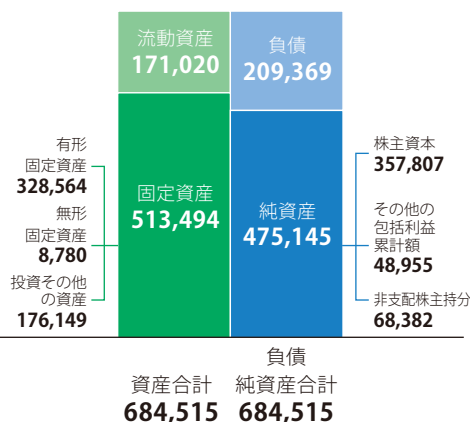 流動資産
171,020
負債
209,369
有形
固定資産
328,564
無形
固定資産
8,780
投資その他
の資産
176,149
固定資産
513,494
純資産
475,145
株主資本
357,807
その他の
包括利益
累計額
48,955
非支配株主持分
68,382
資産合計
684,515
負債
純資産合計
684,515